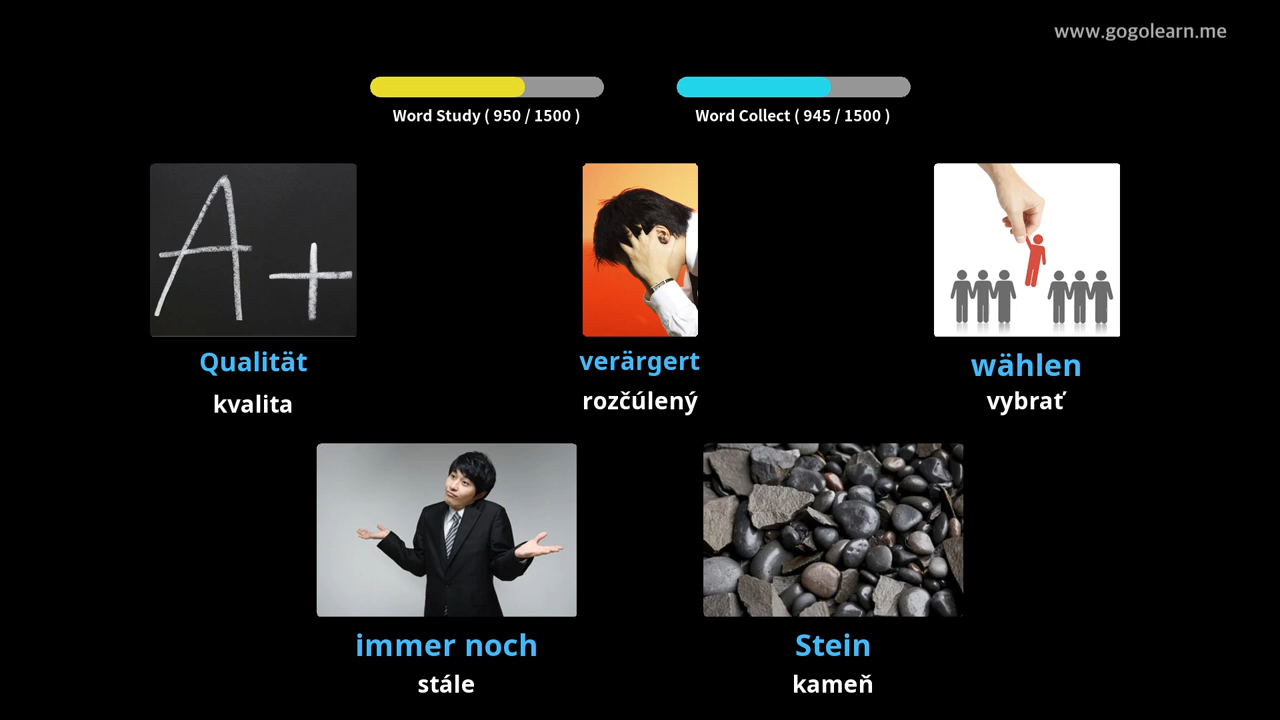 www.gogolearn.me
Word Study ( 950 / 1500 )
Word Collect ( 945 / 1500 )
A+
Qualität
kvalita
verärgert
rozčúlený
wählen
vybrať
immer noch
stále
Stein
kameň